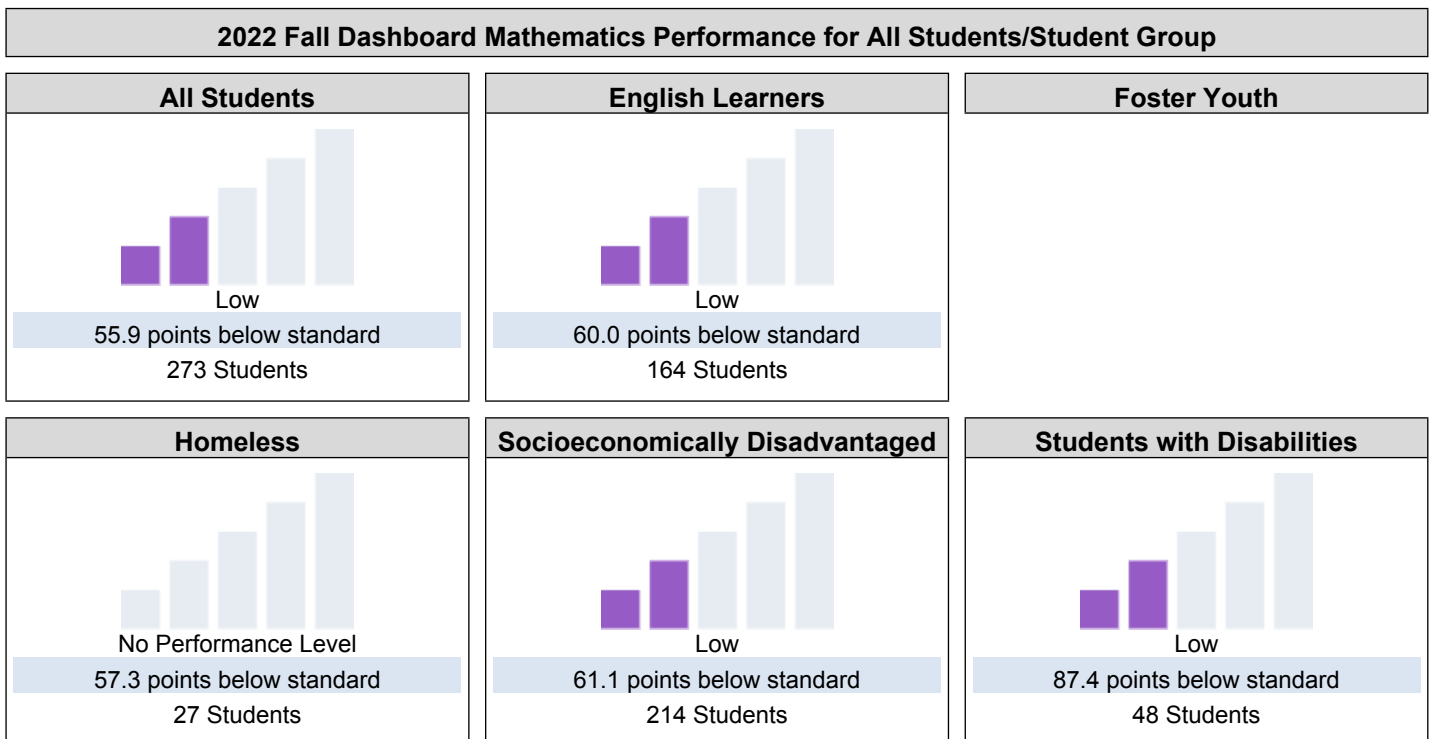 2022 Fall Dashboard Mathematics Performance for All Students/Student Group
All Students
Low
55.9 points below standard
273 Students
English Learners
Low
60.0 points below standard
164 Students
Foster Youth
Homeless
No Performance Level
57.3 points below standard
27 Students
Socioeconomically Disadvantaged
Low
61.1 points below standard
214 Students
Students with Disabilities
Low
87.4 points below standard
48 Students